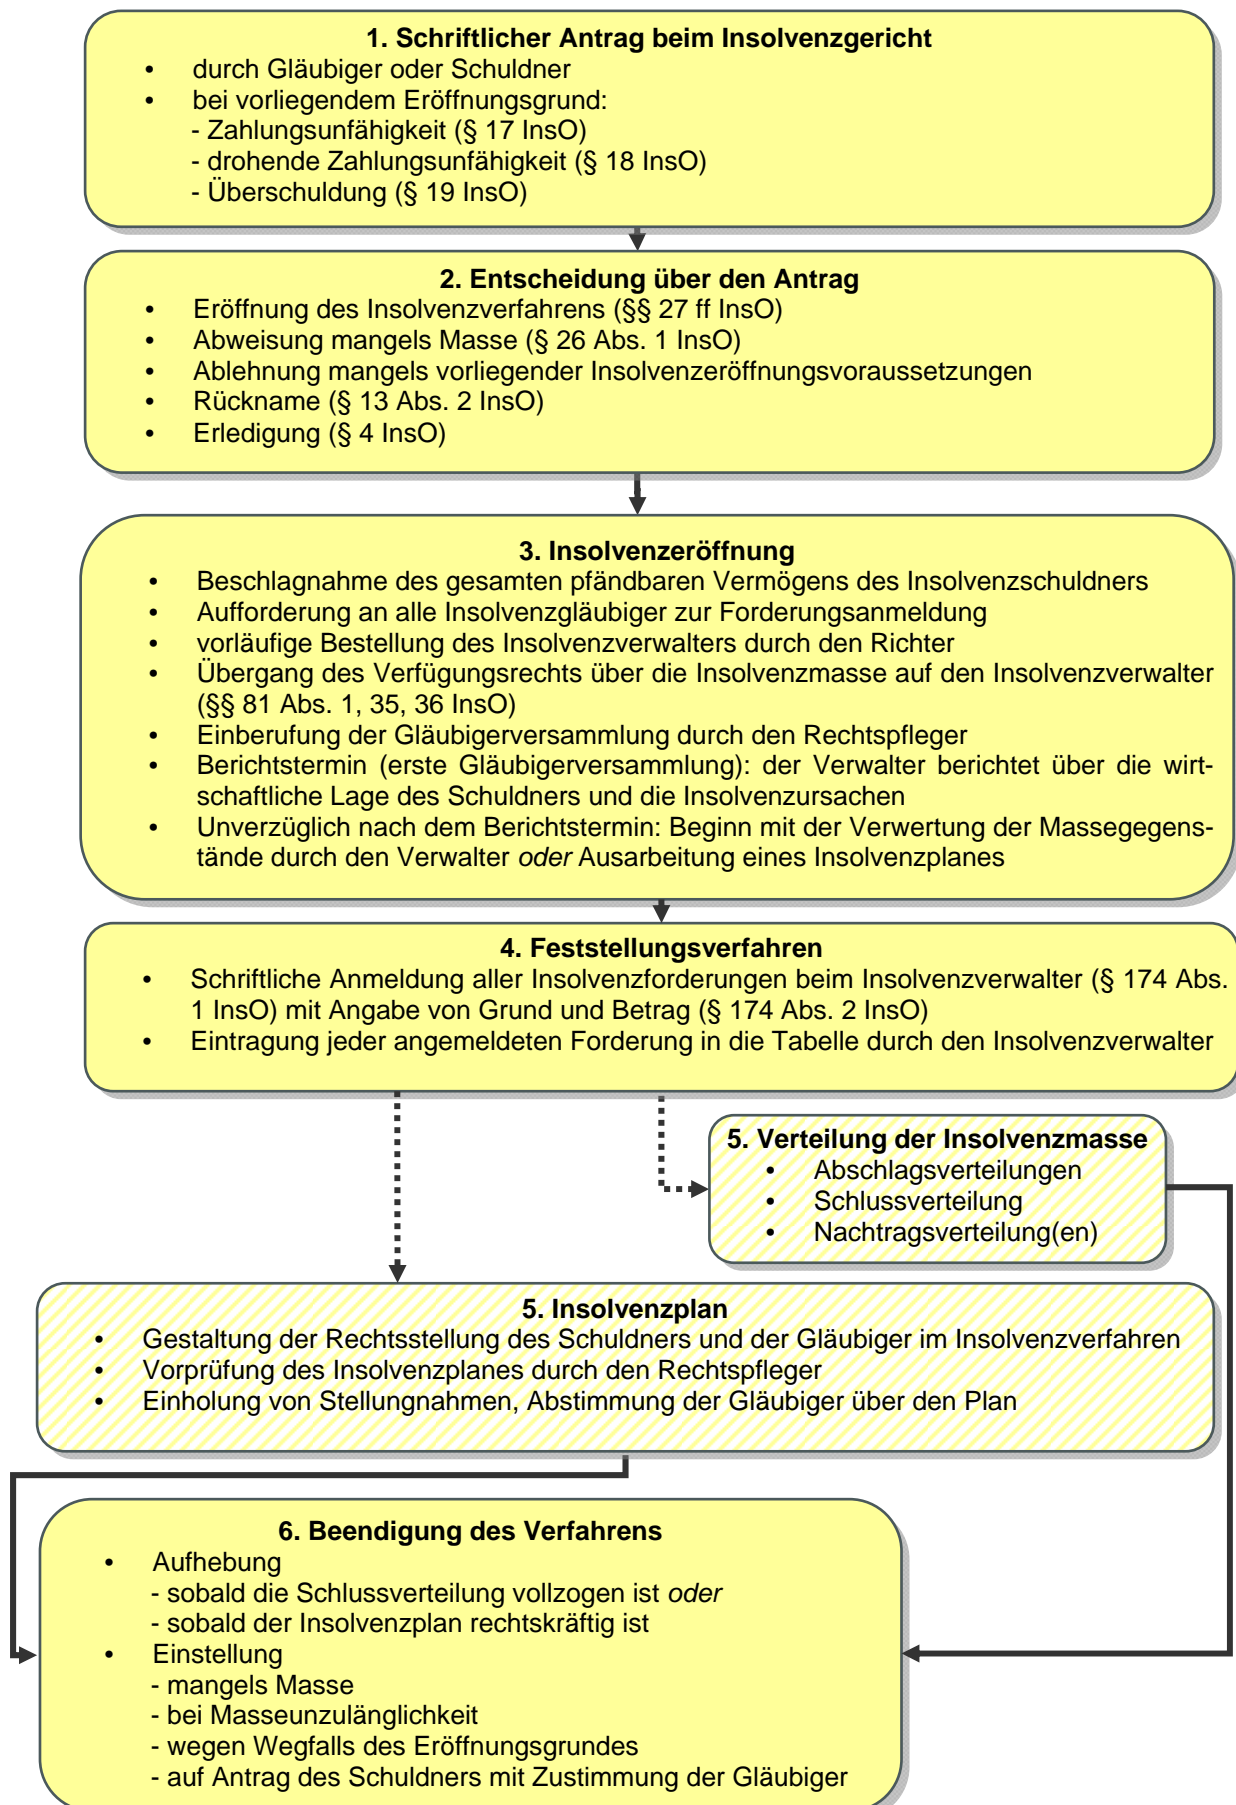 1. Schriftlicher Antrag beim Insolvenzgericht
• durch Gläubiger oder Schuldner
• bei vorliegendem Eröffnungsgrund:
- Zahlungsunfähigkeit (§ 17 InsO)
- drohende Zahlungsunfähigkeit (§ 18 InsO)
- Überschuldung (§ 19 InsO)
2. Entscheidung über den Antrag
• Eröffnung des Insolvenzverfahrens (§§ 27 ff InsO)
• Abweisung mangels Masse (§ 26 Abs. 1 InsO)
• Ablehnung mangels vorliegender Insolvenzeröffnungsvoraussetzungen
• Rückname (§ 13 Abs. 2 InsO)
• Erledigung (§ 4 InsO)
3. Insolvenzeröffnung
• Beschlagnahme des gesamten pfändbaren Vermögens des Insolvenzschuldners
• Aufforderung an alle Insolvenzgläubiger zur Forderungsanmeldung
• vorläufige Bestellung des Insolvenzverwalters durch den Richter
• Übergang des Verfügungsrechts über die Insolvenzmasse auf den Insolvenzverwalter
(§§ 81 Abs. 1, 35, 36 InsO)
• Einberufung der Gläubigerversammlung durch den Rechtspfleger
• Berichtstermin (erste Gläubigerversammlung): der Verwalter berichtet über die wirt-
schaftliche Lage des Schuldners und die Insolvenzursachen
• Unverzüglich nach dem Berichtstermin: Beginn mit der Verwertung der Massegegen-
stände durch den Verwalter oder Ausarbeitung eines Insolvenzplanes
4. Feststellungsverfahren
• Schriftliche Anmeldung aller Insolvenzforderungen beim Insolvenzverwalter (§ 174 Abs.
1 InsO) mit Angabe von Grund und Betrag (§ 174 Abs. 2 InsO)
• Eintragung jeder angemeldeten Forderung in die Tabelle durch den Insolvenzverwalter
5. Verteilung der Insolvenzmasse
• Abschlagsverteilungen
• Schlussverteilung
• Nachtragsverteilung(en)
5. Insolvenzplan
• Gestaltung der Rechtsstellung des Schuldners und der Gläubiger im Insolvenzverfahren
• Vorprüfung des Insolvenzplanes durch den Rechtspfleger
• Einholung von Stellungnahmen, Abstimmung der Gläubiger über den Plan
6. Beendigung des Verfahrens
• Aufhebung
- sobald die Schlussverteilung vollzogen ist oder
- sobald der Insolvenzplan rechtskräftig ist
• Einstellung
- mangels Masse
- bei Masseunzulänglichkeit
- wegen Wegfalls des Eröffnungsgrundes
- auf Antrag des Schuldners mit Zustimmung der Gläubiger